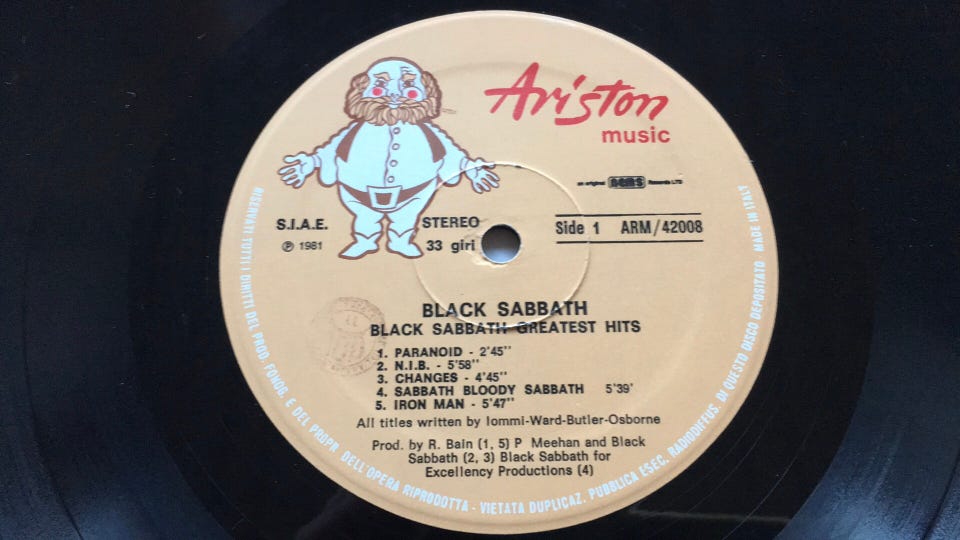 Ariston
music
an original nems Records LTD
S.I.A.E.
STEREO
Side 1 ARM/42008
℗ 1981
33 giri
BLACK SABBATH
BLACK SABBATH GREATEST HITS
1. PARANOID - 2'45''
2. N.I.B. - 5'58''
3. CHANGES - 4'45''
4. SABBATH BLOODY SABBATH 5'39'
5. IRON MAN - 5'47''
All titles written by Iommi-Ward-Butler-Osborne
Prod. by R. Bain (1, 5) P Meehan and Black
Sabbath (2, 3) Black Sabbath for
Excellency Productions (4)
RISERVATI TUTTI I DIRITTI DEL PROD. FONOG. E DEL PROPR. DELL'OPERA RIPRODOTTA - VIETATA DUPLICAZ. PUBBLICA ESEC. RADIODIFFUS. DI QUESTO DISCO DEPOSITATO - MADE IN ITALY